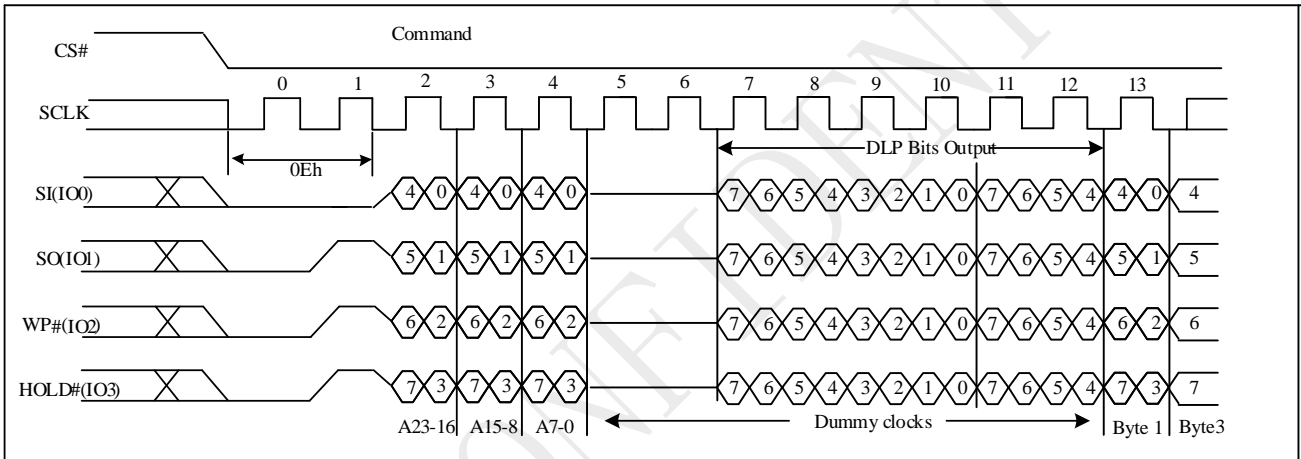 Command
CS#
0 1 2 3 4 5 6 7 8 9 10 11 12 13
SCLK
0Eh
DLP Bits Output
SI(IO0) 4 0 4 0 4 0 7 6 5 4 3 2 1 0 7 6 5 4 4 0 4
SO(IO1) 5 1 5 1 5 1 7 6 5 4 3 2 1 0 7 6 5 4 5 1 5
WP#(IO2) 6 2 6 2 6 2 7 6 5 4 3 2 1 0 7 6 5 4 6 2 6
HOLD#(IO3) 7 3 7 3 7 3 7 6 5 4 3 2 1 0 7 6 5 4 7 3 7
A23-16 A15-8 A7-0 Dummy clocks Byte 1 Byte3
ONFIDENT